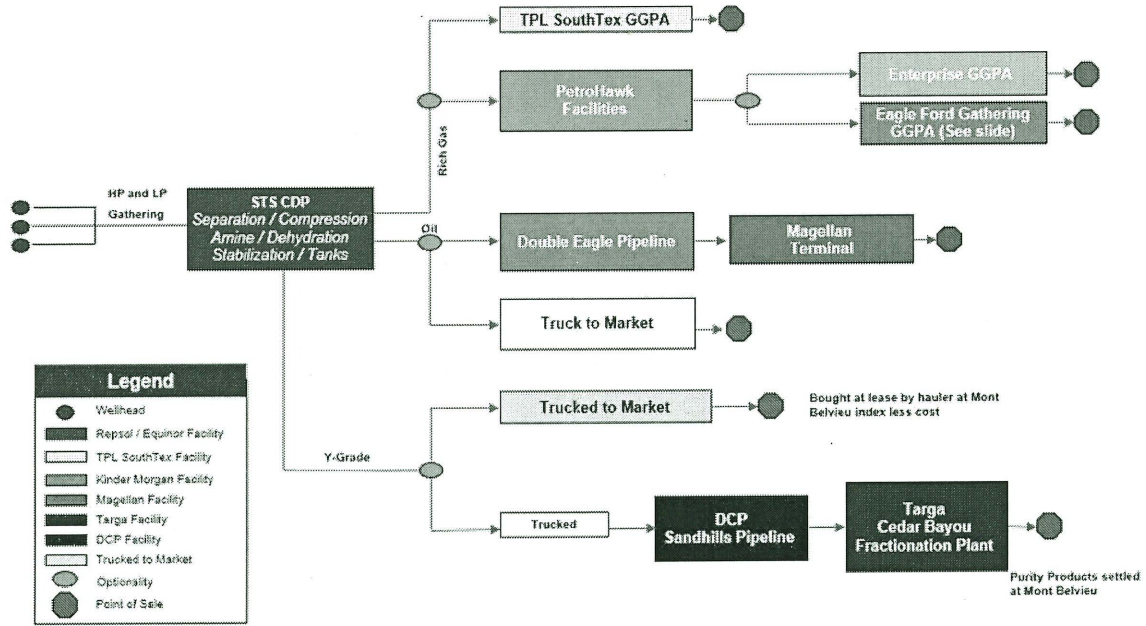 TPL SouthTex GGPA
PetroHawk
Facilities
Enterprise GGPA
Eagle Ford Gathering
GGPA (See slide)
Rich Gas
HP and LP
Gathering
STS CDP
Separation / Compression
Amine / Dehydration
Stabilization / Tanks
Oil
Double Eagle Pipeline
Magellan
Terminal
Truck to Market
Trucked to Market
Bought at lease by hauler at Mont
Belvieu index less cost
Y-Grade
Trucked
DCP
Sandhills Pipeline
Targa
Cedar Bayou
Fractionation Plant
Purity Products settled
at Mont Belvieu
Legend
Wellhead
Repsol / Equinor Facility
TPL SouthTex Facility
Kinder Morgan Facility
Magellan Facility
Targa Facility
DCP Facility
Trucked to Market
Optionality
Point of Sale